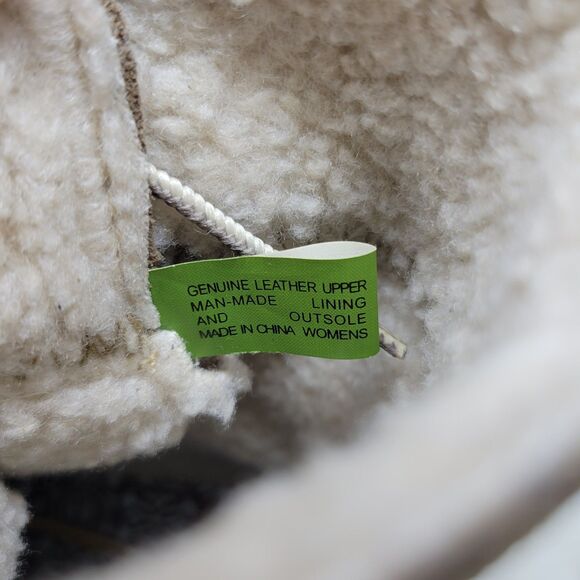 GENUINE LEATHER UPPER
MAN-MADE LINING
AND OUTSOLE
MADE IN CHINA WOMENS